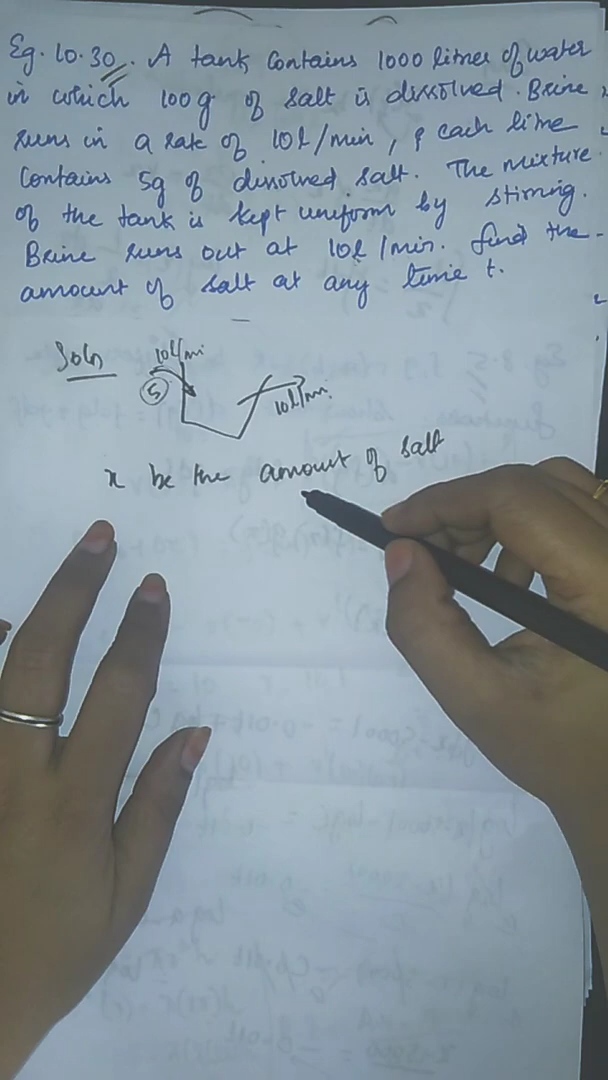 Eg. 10.30. A tank contains 1000 litres of water
in which 100g of salt is dissolved. Brine
runs in a rate of 10l/min, & each litre
contains 5g of dissolved salt. The mixture
of the tank is kept uniform by stirring.
Brine runs out at 10l/min. find the
amount of salt at any time t.
Soln
10l/mi
5
10l/mi
x be the amount of salt